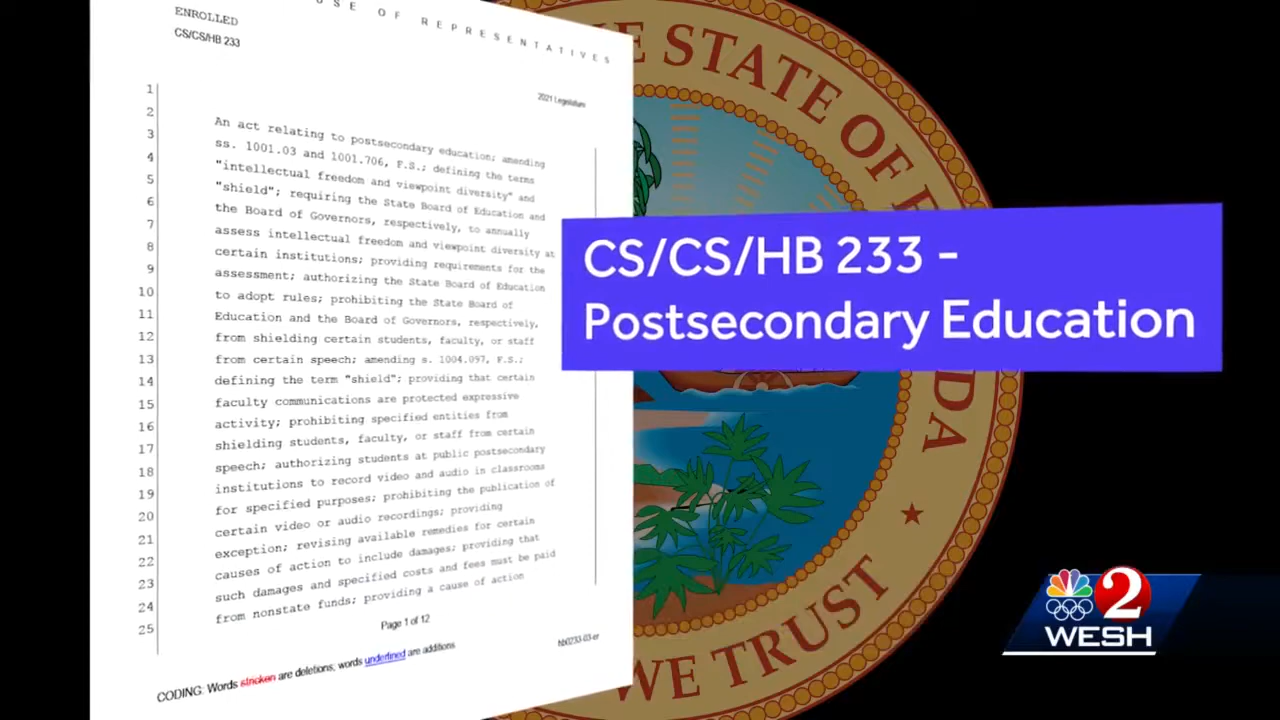 USE OF REPRESENTATIVES
ENROLLED
CS/CS/HB 233
2021 Legislature
1
2 An act relating to postsecondary education; amending
3 ss. 1001.03 and 1001.706, F.S.; defining the terms
4 "intellectual freedom and viewpoint diversity" and
5 "shield"; requiring the State Board of Education and
6 the Board of Governors, respectively, to annually
7 assess intellectual freedom and viewpoint diversity at
8 certain institutions; providing requirements for the
9 assessment; authorizing the State Board of Education
10 to adopt rules; prohibiting the State Board of
11 Education and the Board of Governors, respectively,
12 from shielding certain students, faculty, or staff
13 from certain speech; amending s. 1004.097, F.S.;
14 defining the term "shield"; providing that certain
15 faculty communications are protected expressive
16 activity; prohibiting specified entities from
17 shielding students, faculty, or staff from certain
18 speech; authorizing students at public postsecondary
19 institutions to record video and audio in classrooms
20 for specified purposes; prohibiting the publication of
21 certain video or audio recordings; providing
22 exception; revising available remedies for certain
23 causes of action to include damages; providing that
24 such damages and specified costs and fees must be paid
25 from nonstate funds; providing a cause of action
Page 1 of 12
hb0233-03-er
CODING: Words stricken are deletions; words underlined are additions
CS/CS/HB 233 -
Postsecondary Education
STATE OF
DA
WE TRUST
2
WESH